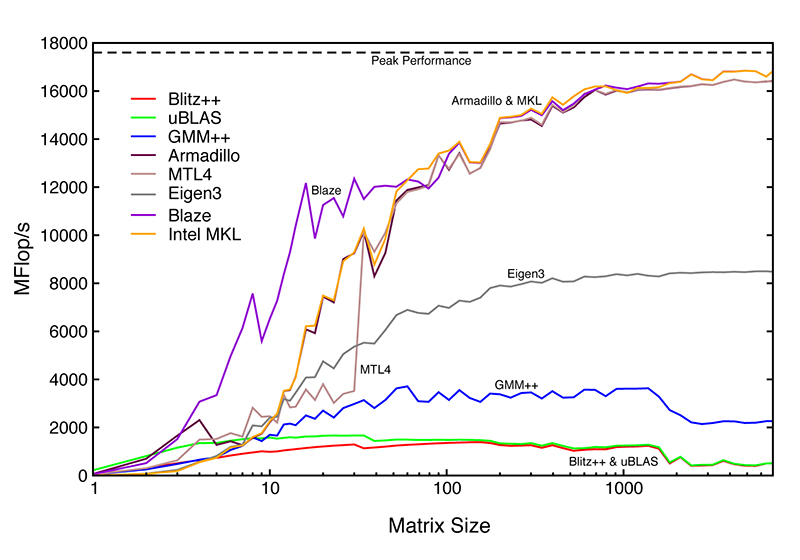 18000
Peak Performance
16000
Armadillo & MKL
Blitz++
uBLAS
14000
GMM++
Armadillo
MTL4
12000
Blaze
Eigen3
Blaze
Intel MKL
10000
MFlop/s
8000
Eigen3
6000
MTL4
4000
GMM++
2000
Blitz++ & uBLAS
0
1
10
100
1000
Matrix Size